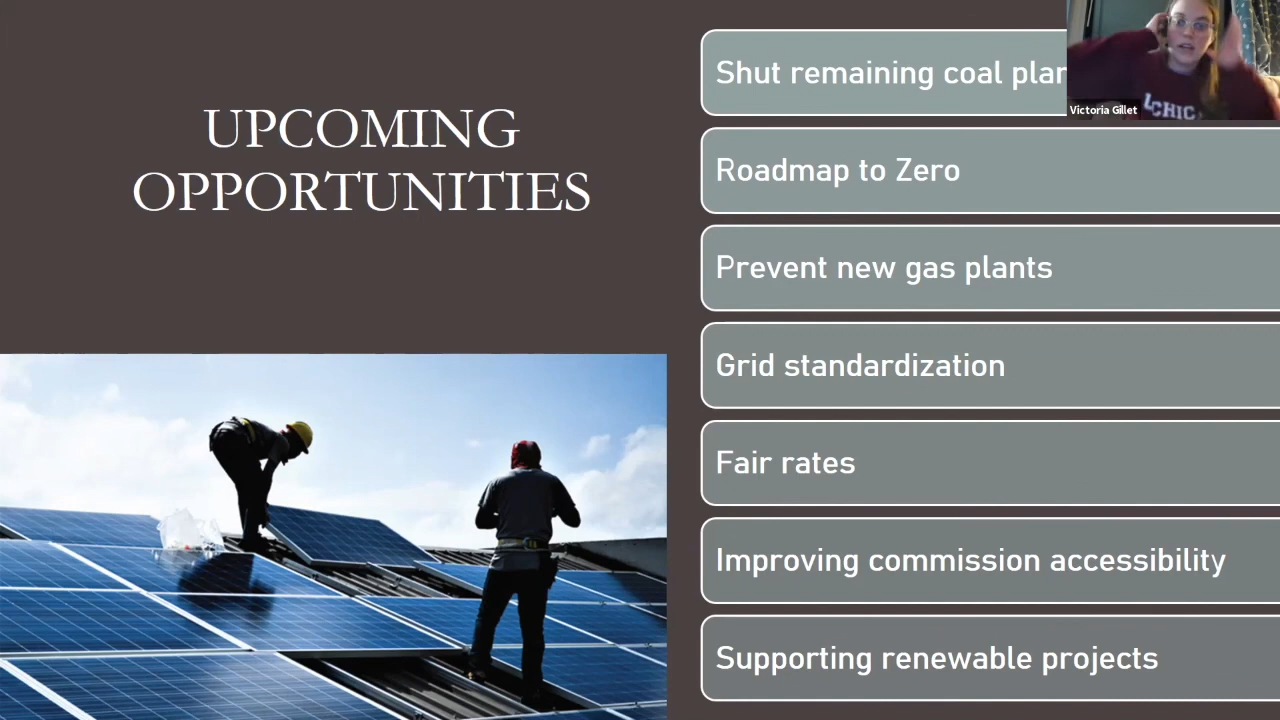 UPCOMING
OPPORTUNITIES
Shut remaining coal
Roadmap to Zero
Prevent new gas plants
Grid standardization
Fair rates
Improving commission accessibility
Supporting renewable projects
Victoria Gillet